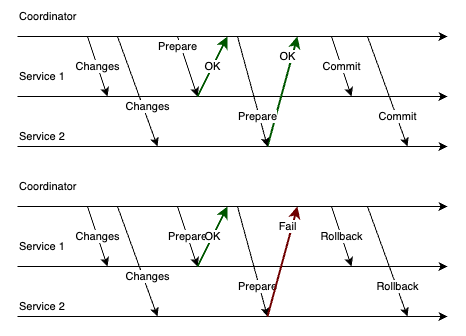 Coordinator
Prepare
OK
OK
Changes
Service 1
Commit
Changes
Prepare
Commit
Service 2
Coordinator
Fail
Changes
Prepare
OK
Rollback
Service 1
Changes
Prepare
Rollback
Service 2